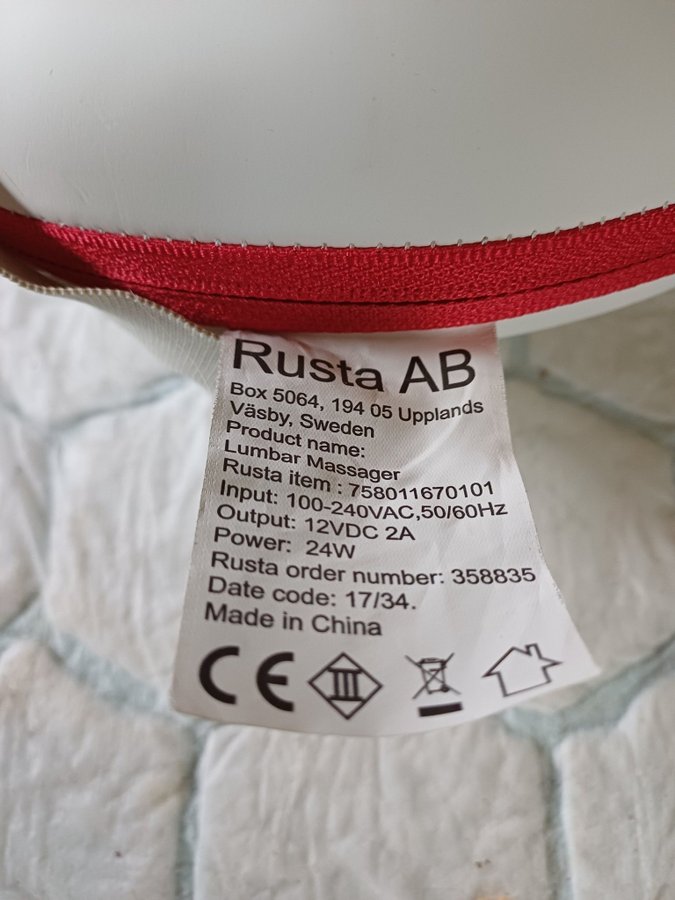 Rusta AB
Box 5064, 194 05 Upplands
Väsby, Sweden
Product name:
Lumbar Massager
Rusta item : 758011670101
Input: 100-240VAC,50/60Hz
Output: 12VDC 2A
Power: 24W
Rusta order number: 358835
Date code: 17/34.
Made in China
CE III